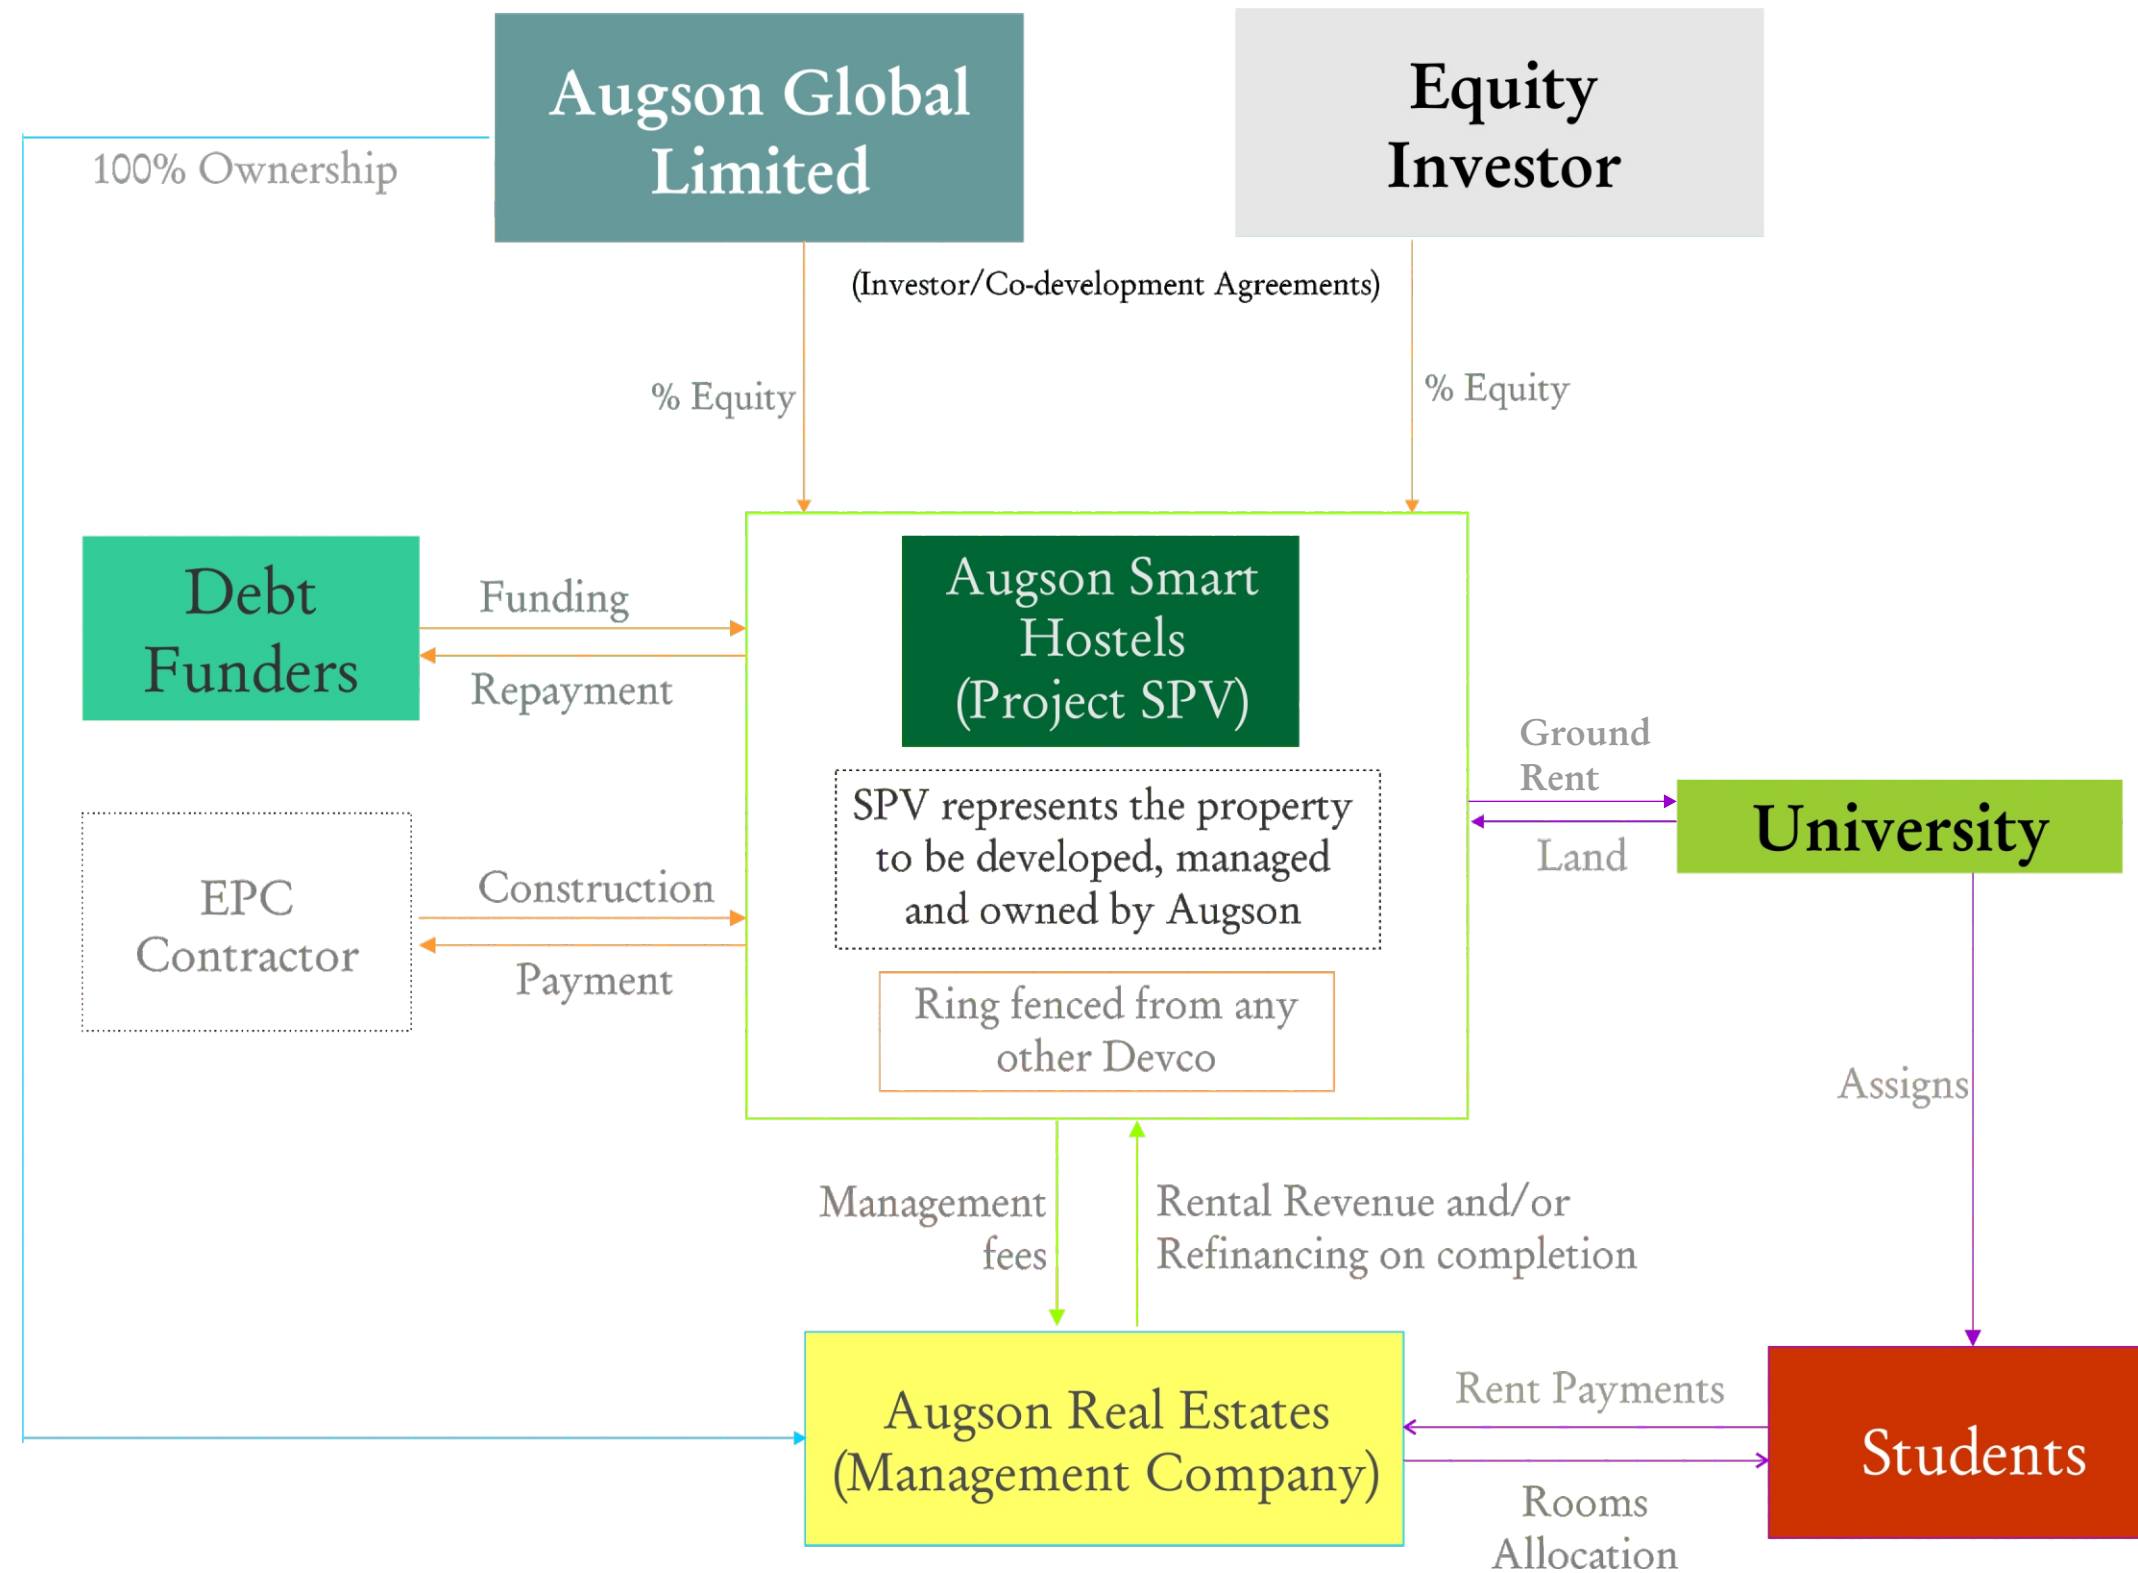 Augson Global
Limited
Equity
Investor
100% Ownership
(Investor/Co-development Agreements)
% Equity
% Equity
Debt
Funders
Funding
Repayment
Augson Smart
Hostels
(Project SPV)
SPV represents the property
to be developed, managed
and owned by Augson
Ring fenced from any
other Devco
Ground
Rent
Land
University
EPC
Contractor
Construction
Payment
Assigns
Management
fees
Rental Revenue and/or
Refinancing on completion
Augson Real Estates
(Management Company)
Rent Payments
Rooms
Allocation
Students